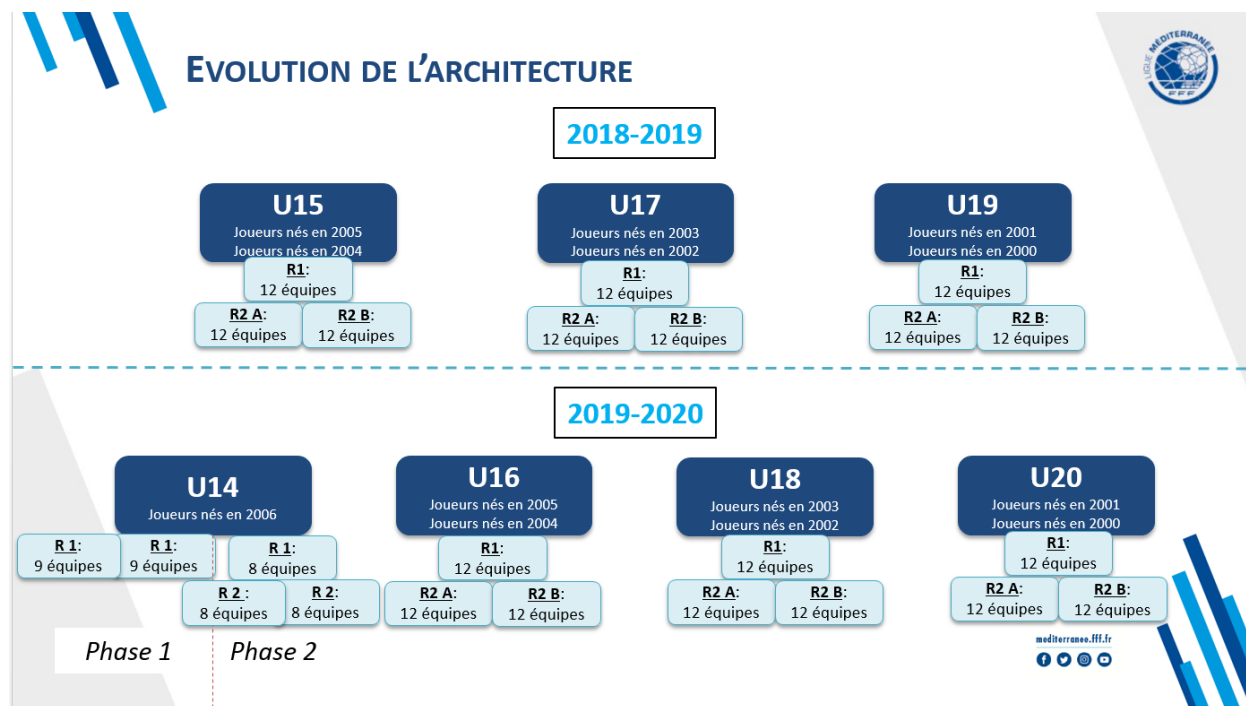 EVOLUTION DE L'ARCHITECTURE
LIGUE MÉDITERRANÉE
FFF
2018-2019
U15
Joueurs nés en 2005
Joueurs nés en 2004
R1:
12 équipes
R2 A:
12 équipes
R2 B:
12 équipes
U17
Joueurs nés en 2003
Joueurs nés en 2002
R1:
12 équipes
R2 A:
12 équipes
R2 B:
12 équipes
U19
Joueurs nés en 2001
Joueurs nés en 2000
R1:
12 équipes
R2 A:
12 équipes
R2 B:
12 équipes
2019-2020
U14
Joueurs nés en 2006
R 1:
9 équipes
R 1:
9 équipes
R 1:
8 équipes
R 2 :
8 équipes
R 2:
8 équipes
Phase 1
Phase 2
U16
Joueurs nés en 2005
Joueurs nés en 2004
R1:
12 équipes
R2 A:
12 équipes
R2 B:
12 équipes
U18
Joueurs nés en 2003
Joueurs nés en 2002
R1:
12 équipes
R2 A:
12 équipes
R2 B:
12 équipes
U20
Joueurs nés en 2001
Joueurs nés en 2000
R1:
12 équipes
R2 A:
12 équipes
R2 B:
12 équipes
mediterranee.fff.fr